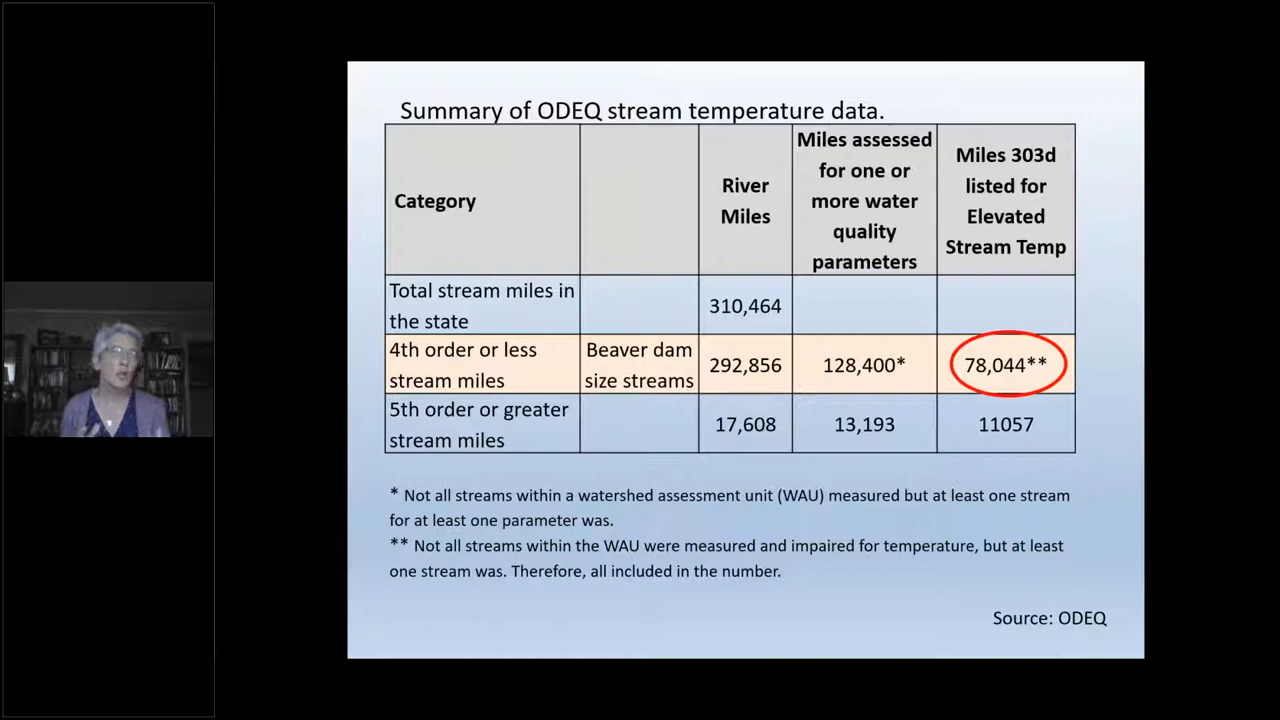 Summary of ODEQ stream temperature data.
Category
River
Miles
Miles assessed
for one or
more water
quality
parameters
Miles 303d
listed for
Elevated
Stream Temp
Total stream miles in
the state
310,464
4th order or less
stream miles
Beaver dam
size streams
292,856
128,400*
78,044**
5th order or greater
stream miles
17,608
13,193
11057
* Not all streams within a watershed assessment unit (WAU) measured but at least one stream
for at least one parameter was.
** Not all streams within the WAU were measured and impaired for temperature, but at least
one stream was. Therefore, all included in the number.
Source: ODEQ